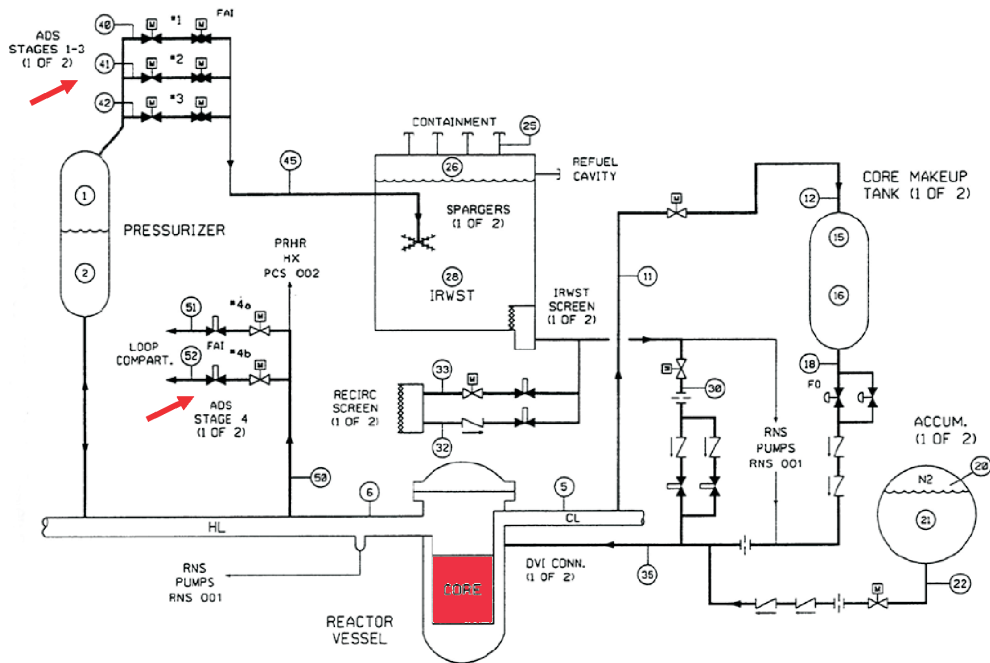 FAI
*1
M
M
40
ADS
STAGES 1-3
(1 OF 2)
*2
M
M
41
*3
M
M
42
CONTAINMENT
25
26
REFUEL
CAVITY
45
SPARGERS
(1 OF 2)
28
IRWST
IRWST
SCREEN
(1 OF 2)
1
PRESSURIZER
2
PRHR
HX
PCS 002
51
*4a
M
LOOP
COMPART.
52
FAI
*4b
M
ADS
STAGE 4
(1 OF 2)
50
33
M
RECIRC
SCREEN
(1 OF 2)
32
M
11
CORE MAKEUP
TANK (1 OF 2)
12
15
16
18
FO
M
30
RNS
PUMPS
RNS 001
ACCUM.
(1 OF 2)
N2
20
21
22
M
6
5
HL
CL
CORE
DVI CONN.
(1 OF 2)
35
RNS
PUMPS
RNS 001
REACTOR
VESSEL